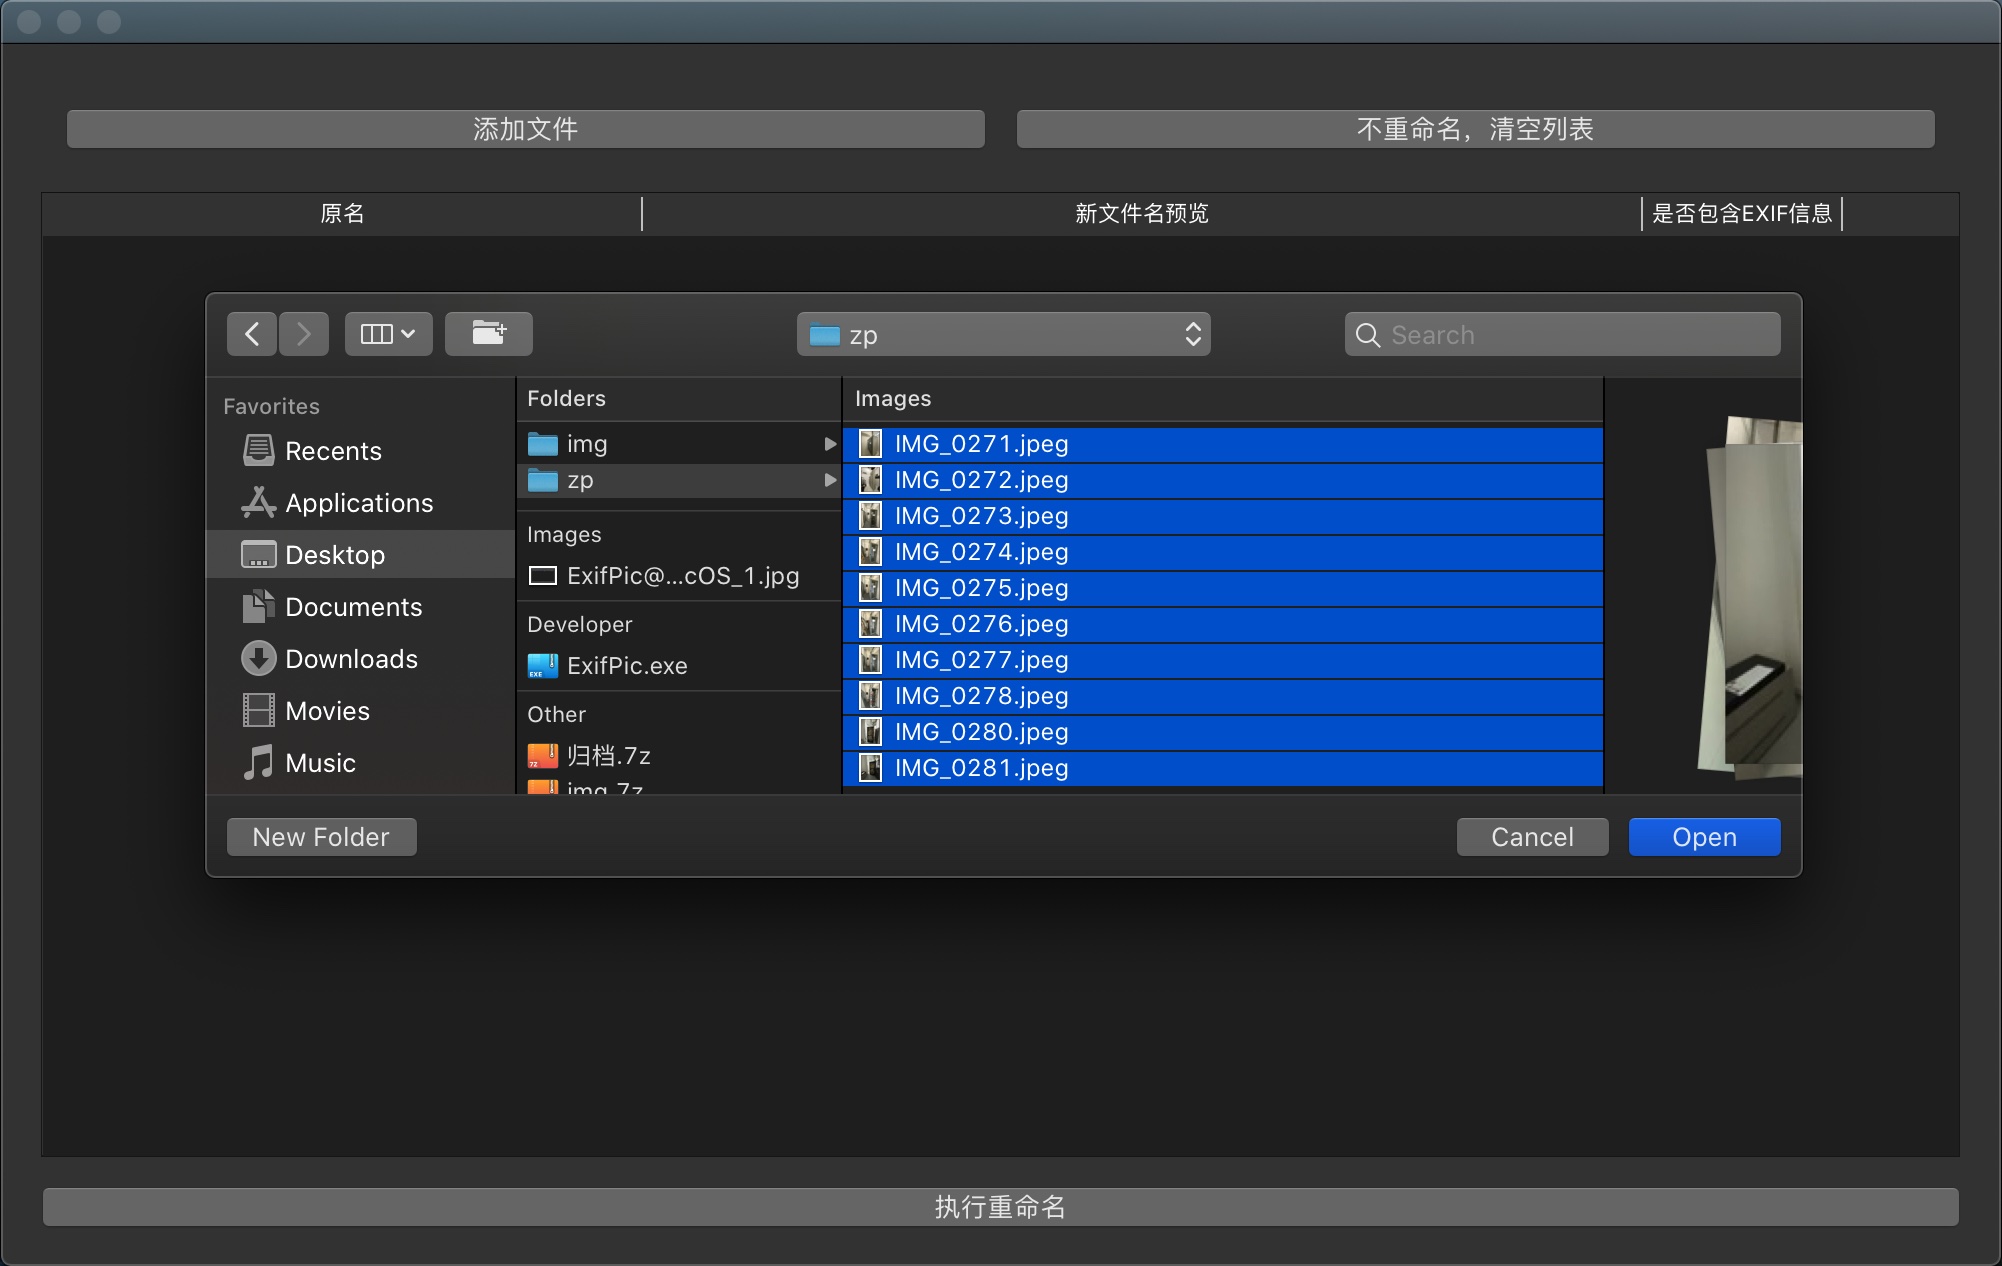 添加文件
不重命名，清空列表
原名
新文件名预览
是否包含EXIF信息
zp
Search
Favorites
Recents
Applications
Desktop
Documents
Downloads
Movies
Music
Folders
img
zp
Images
ExifPic@...cOS_1.jpg
Developer
ExifPic.exe
Other
归档.7z
img.7z
Images
IMG_0271.jpeg
IMG_0272.jpeg
IMG_0273.jpeg
IMG_0274.jpeg
IMG_0275.jpeg
IMG_0276.jpeg
IMG_0277.jpeg
IMG_0278.jpeg
IMG_0280.jpeg
IMG_0281.jpeg
New Folder
Cancel
Open
执行重命名